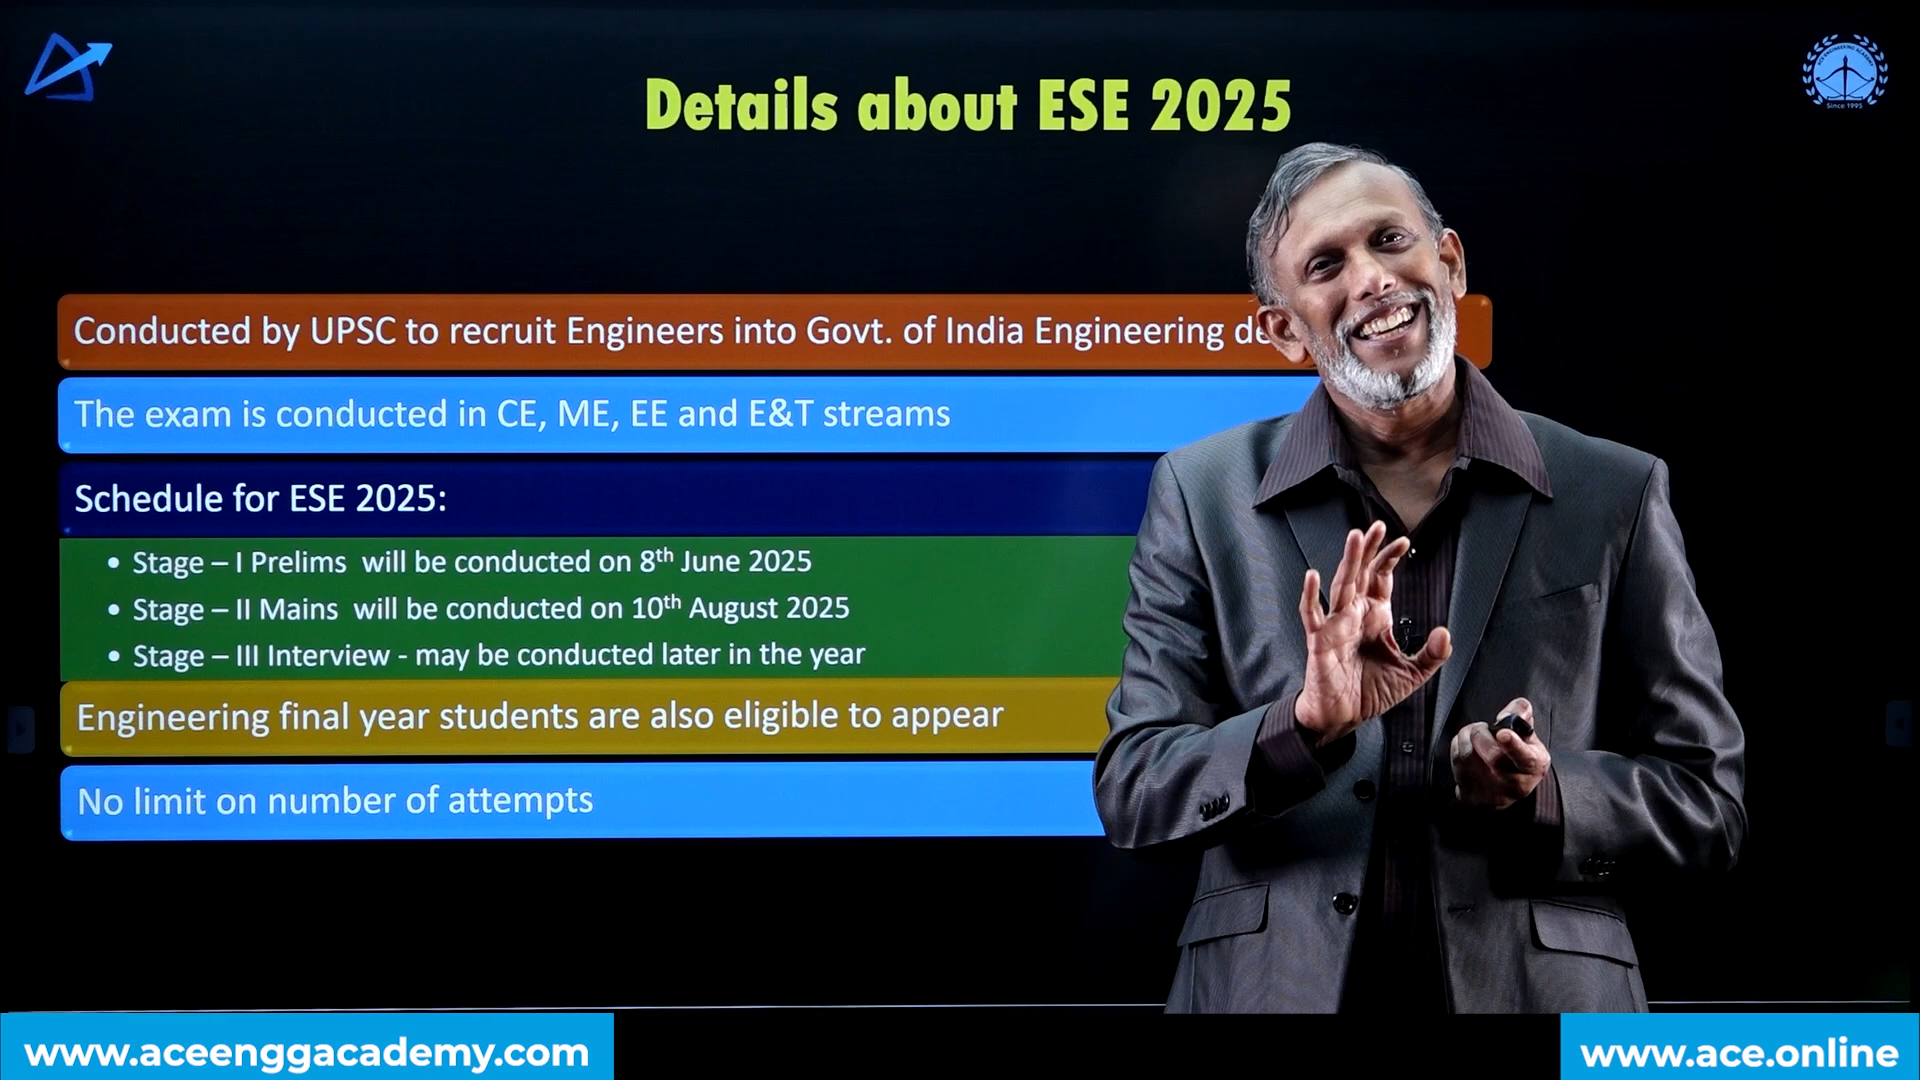 Details about ESE 2025
Since 1995
Conducted by UPSC to recruit Engineers into Govt. of India Engineering
The exam is conducted in CE, ME, EE and E&T streams
Schedule for ESE 2025:
• Stage – I Prelims will be conducted on 8th June 2025
• Stage – II Mains will be conducted on 10th August 2025
• Stage – III Interview - may be conducted later in the year
Engineering final year students are also eligible to appear
No limit on number of attempts
www.aceenggacademy.com
www.ace.online